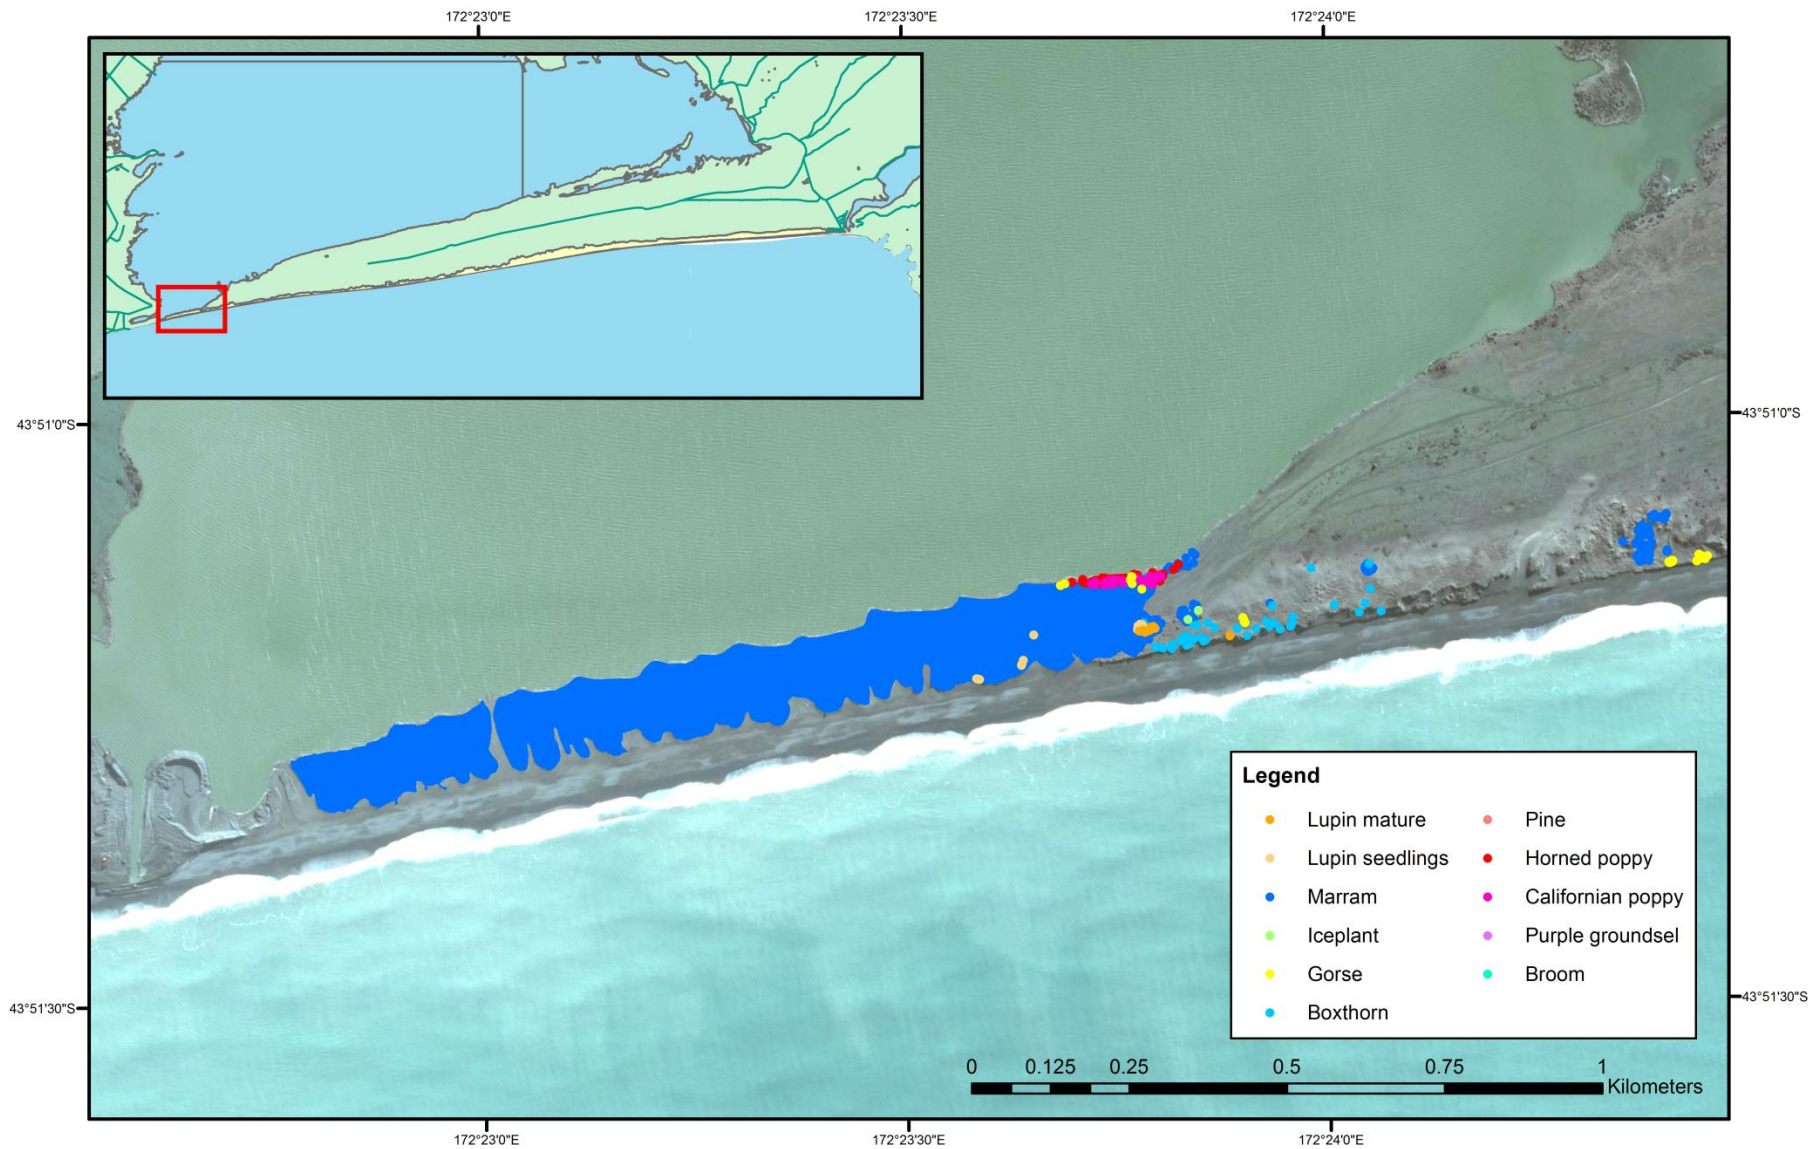 172°23'0"E
172°23'30"E
172°24'0"E
43°51'0"S
43°51'0"S
Legend
Lupin mature
Pine
Lupin seedlings
Horned poppy
Marram
Californian poppy
Iceplant
Purple groundsel
Gorse
Broom
Boxthorn
43°51'30"S
43°51'30"S
0 0.125 0.25 0.5 0.75 1
Kilometers
172°23'0"E
172°23'30"E
172°24'0"E